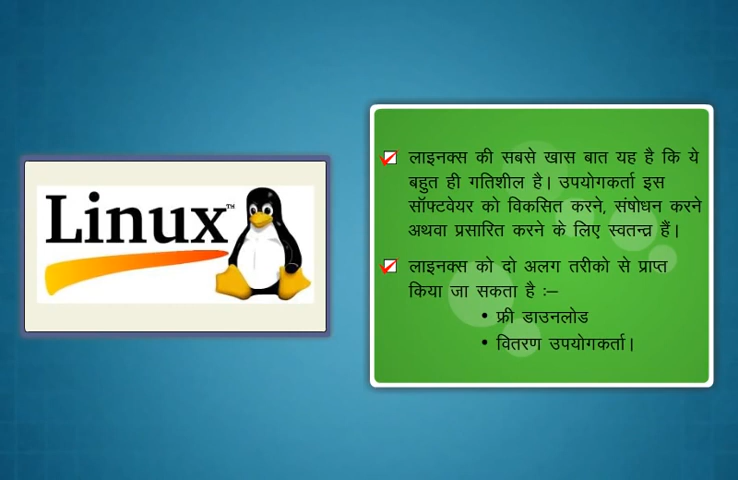 Linux™
लाइनक्स की सबसे खास बात यह है कि ये
बहुत ही गतिशील है। उपयोगकर्ता इस
सॉफ्टवेयर को विकसित करने, संषोधन करने
अथवा प्रसारित करने के लिए स्वतन्त्र हैं।
लाइनक्स को दो अलग तरीको से प्राप्त
किया जा सकता है :–
• फ्री डाउनलोड
• वितरण उपयोगकर्ता।